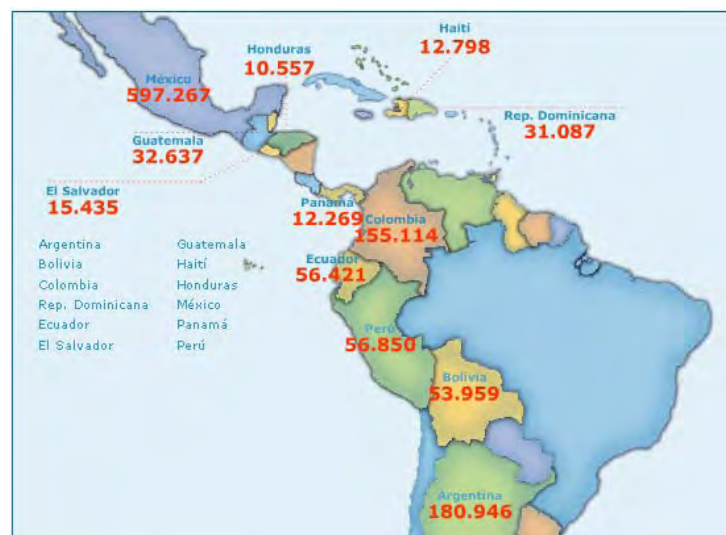 Haití
12.798
Honduras
10.557
México
597.267
Rep. Dominicana
31.087
Guatemala
32.637
El Salvador
15.435
Panamá
12.269
Colombia
155.114
Ecuador
56.421
Perú
56.850
Bolivia
53.959
Argentina
180.946
Argentina
Bolivia
Colombia
Rep. Dominicana
Ecuador
El Salvador
Guatemala
Haití
Honduras
México
Panamá
Perú